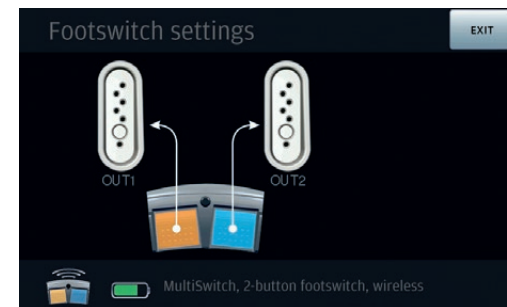 Footswitch settings
EXIT
OUT1
OUT2
MultiSwitch, 2-button footswitch, wireless